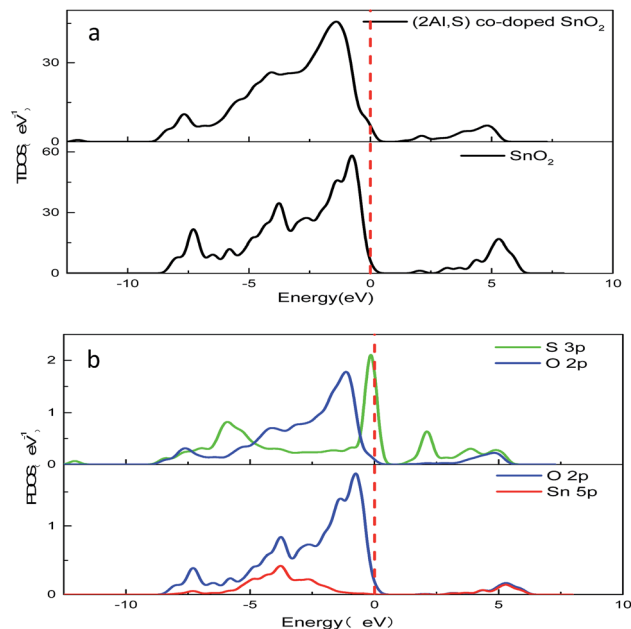 a
(2Al,S) co-doped SnO₂
30
0
TDOS( eV⁻¹)
60
SnO₂
30
0
-10
-5
0
5
10
Energy(eV)
b
S 3p
O 2p
2
1
0
PDOS( eV⁻¹)
O 2p
Sn 5p
1
0
-10
-5
0
5
10
Energy( eV)